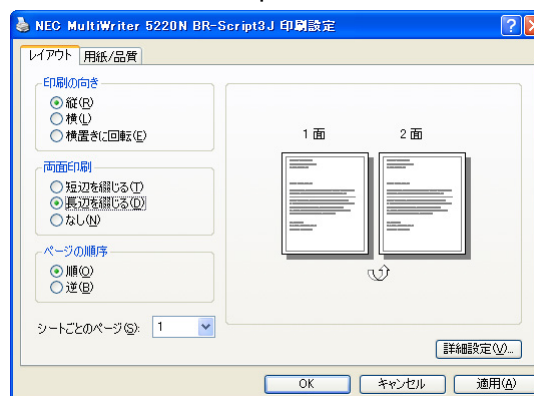 NEC MultiWriter 5220N BR-Script3J 印刷設定
レイアウト 用紙/品質
印刷の向き
縦(R)
横(L)
横置きに回転(E)
両面印刷
短辺を綴じる(T)
長辺を綴じる(D)
なし(N)
ページの順序
順(O)
逆(B)
シートごとのページ(S): 1
1 面 2 面
詳細設定(V)...
OK キャンセル 適用(A)